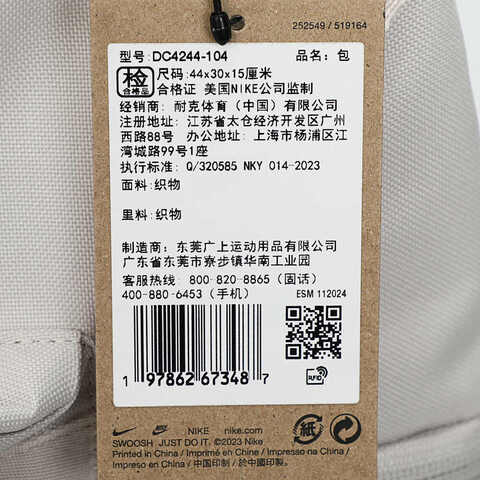 252549 / 519164
型号: DC4244-104 品名: 包
检 合格品 尺码: 44x30x15厘米
合格证 美国NIKE公司监制
经销商: 耐克体育（中国）有限公司
注册地址: 江苏省太仓经济开发区广州
西路88号 办公地址: 上海市杨浦区江
湾城路99号1座
执行标准: Q/320585 NKY 014-2023
面料: 织物
里料: 织物
制造商: 东莞广上运动用品有限公司
广东省东莞市寮步镇华南工业园
客服热线: 800-820-8865（固话）
400-880-6453（手机） ESM 112024
RFID
1 97862 67348 7
NIKE nike.com
SWOOSH JUST DO IT. ©2023 Nike
Printed in China / Imprimé en Chine
Impreso en China / 中国印制 / 中國印製
紙
PAP